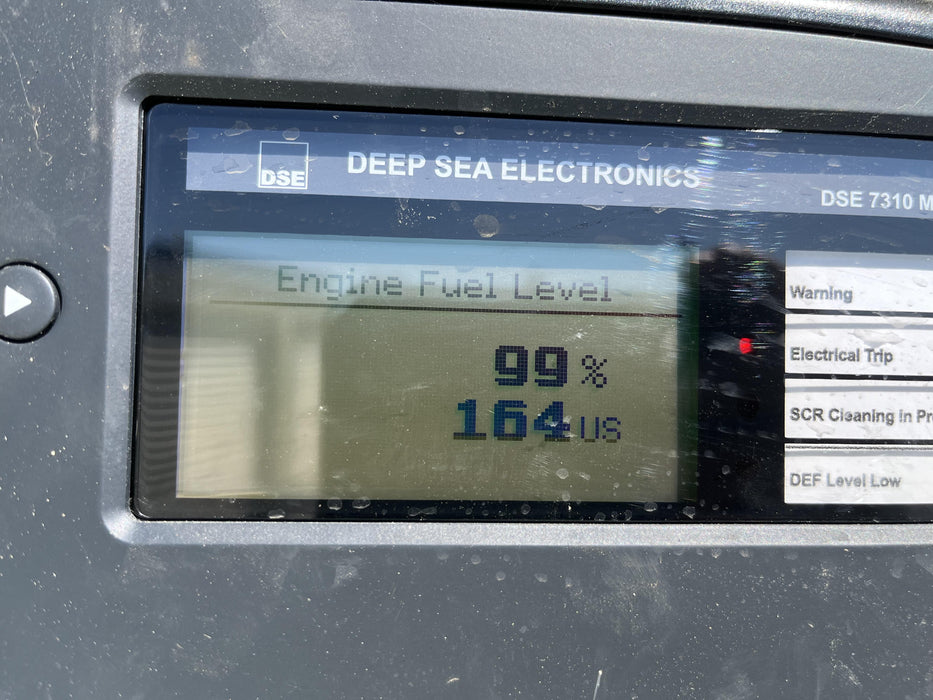 DSE
DEEP SEA ELECTRONICS
DSE 7310 M
Engine Fuel Level
99 %
164 US
Warning
Electrical Trip
SCR Cleaning in Pr
DEF Level Low